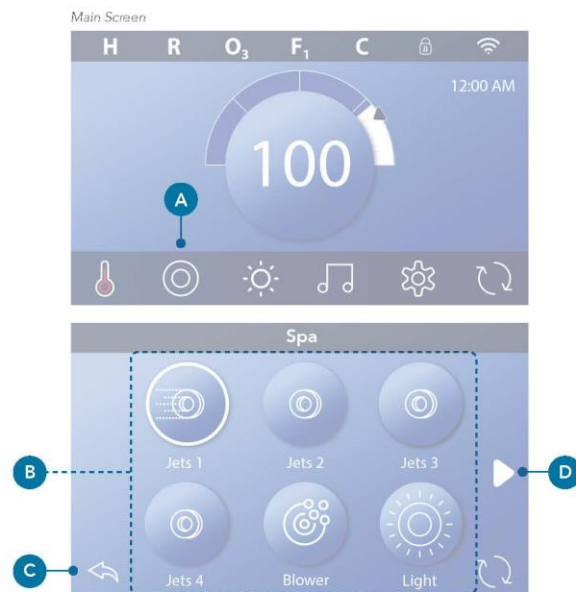 Main Screen
H R O₃ F₁ C
12:00 AM
100
A
Spa
Jets 1 Jets 2 Jets 3
B D
Jets 4 Blower Light
C